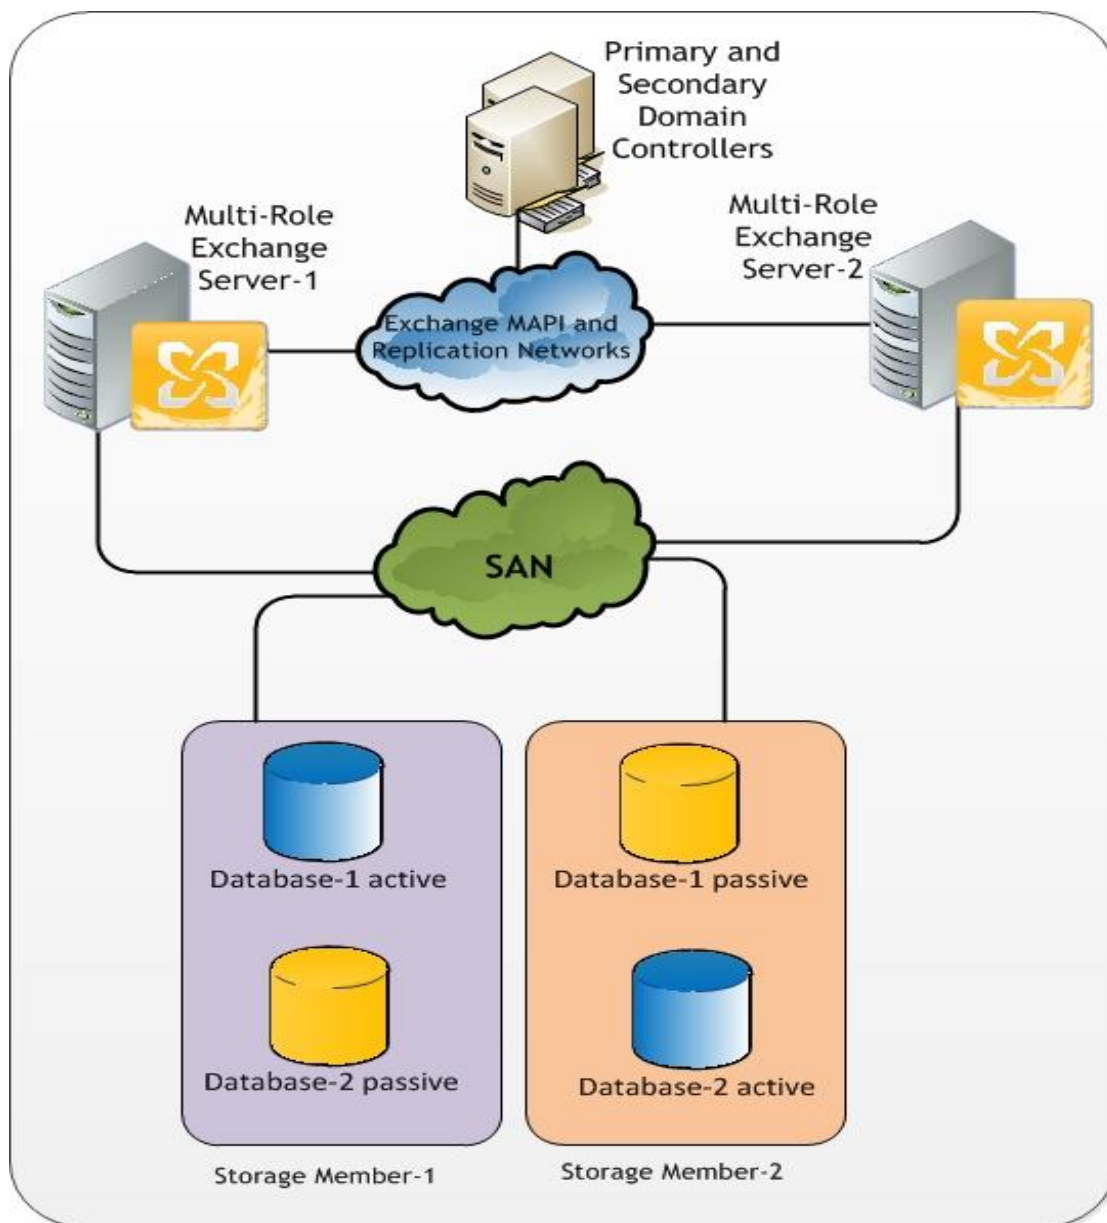 Primary and
Secondary
Domain
Controllers
Multi-Role
Exchange
Server-1
Multi-Role
Exchange
Server-2
Exchange MAPI and
Replication Networks
SAN
Database-1 active
Database-1 passive
Database-2 passive
Database-2 active
Storage Member-1
Storage Member-2